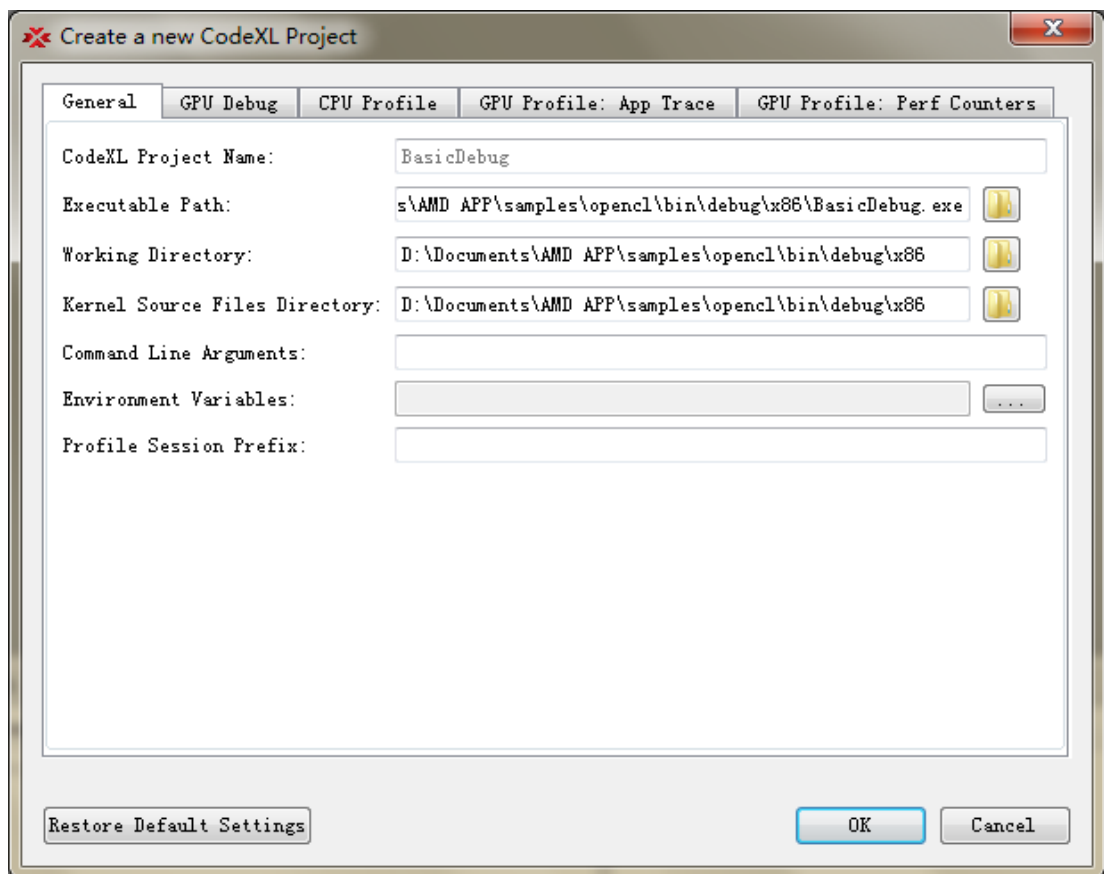 Create a new CodeXL Project
General GPU Debug CPU Profile GPU Profile: App Trace GPU Profile: Perf Counters
CodeXL Project Name: BasicDebug
Executable Path: s\AMD APP\samples\opencl\bin\debug\x86\BasicDebug.exe
Working Directory: D:\Documents\AMD APP\samples\opencl\bin\debug\x86
Kernel Source Files Directory: D:\Documents\AMD APP\samples\opencl\bin\debug\x86
Command Line Arguments:
Environment Variables: ...
Profile Session Prefix:
Restore Default Settings OK Cancel